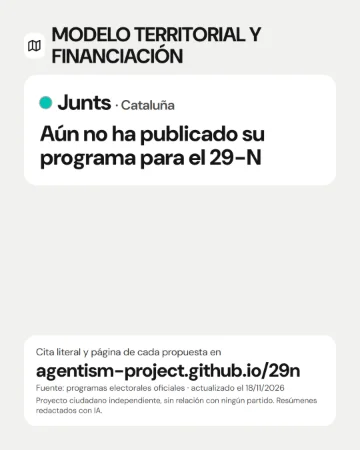 MODELO TERRITORIAL Y
FINANCIACIÓN
Junts · Cataluña
Aún no ha publicado su
programa para el 29-N
Cita literal y página de cada propuesta en
agentism-project.github.io/29n
Fuente: programas electorales oficiales · actualizado el 18/11/2026
Proyecto ciudadano independiente, sin relación con ningún partido. Resúmenes
redactados con IA.